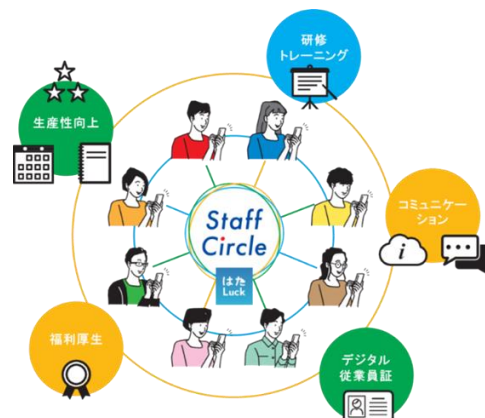 研修
トレーニング
生産性向上
コミュニケー
ション
Staff
Circle
はた
Luck
i
福利厚生
デジタル
従業員証